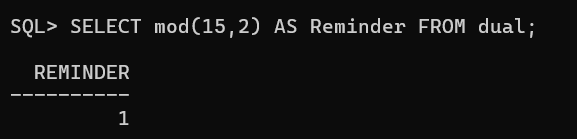 SQL> SELECT mod(15,2) AS Reminder FROM dual;
  REMINDER
----------
         1